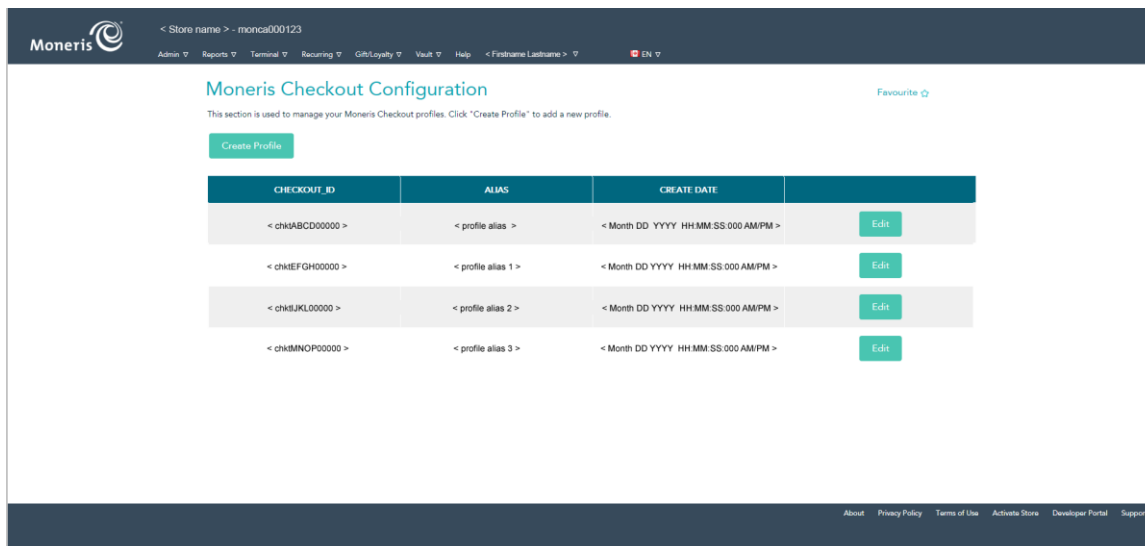 < Store name > - monca000123
Moneris
Admin ▽ Reports ▽ Terminal ▽ Recurring ▽ Gift/Loyalty ▽ Vault ▽ Help < Firstname Lastname > ▽ EN ▽
Moneris Checkout Configuration
Favourite ☆
This section is used to manage your Moneris Checkout profiles. Click "Create Profile" to add a new profile.
Create Profile
CHECKOUT_ID ALIAS CREATE DATE
< chktABCD00000 > < profile alias > < Month DD YYYY HH:MM:SS:000 AM/PM > Edit
< chktEFGH00000 > < profile alias 1 > < Month DD YYYY HH:MM:SS:000 AM/PM > Edit
< chktIJKL00000 > < profile alias 2 > < Month DD YYYY HH:MM:SS:000 AM/PM > Edit
< chktMNOP00000 > < profile alias 3 > < Month DD YYYY HH:MM:SS:000 AM/PM > Edit
About Privacy Policy Terms of Use Activate Store Developer Portal Suppor